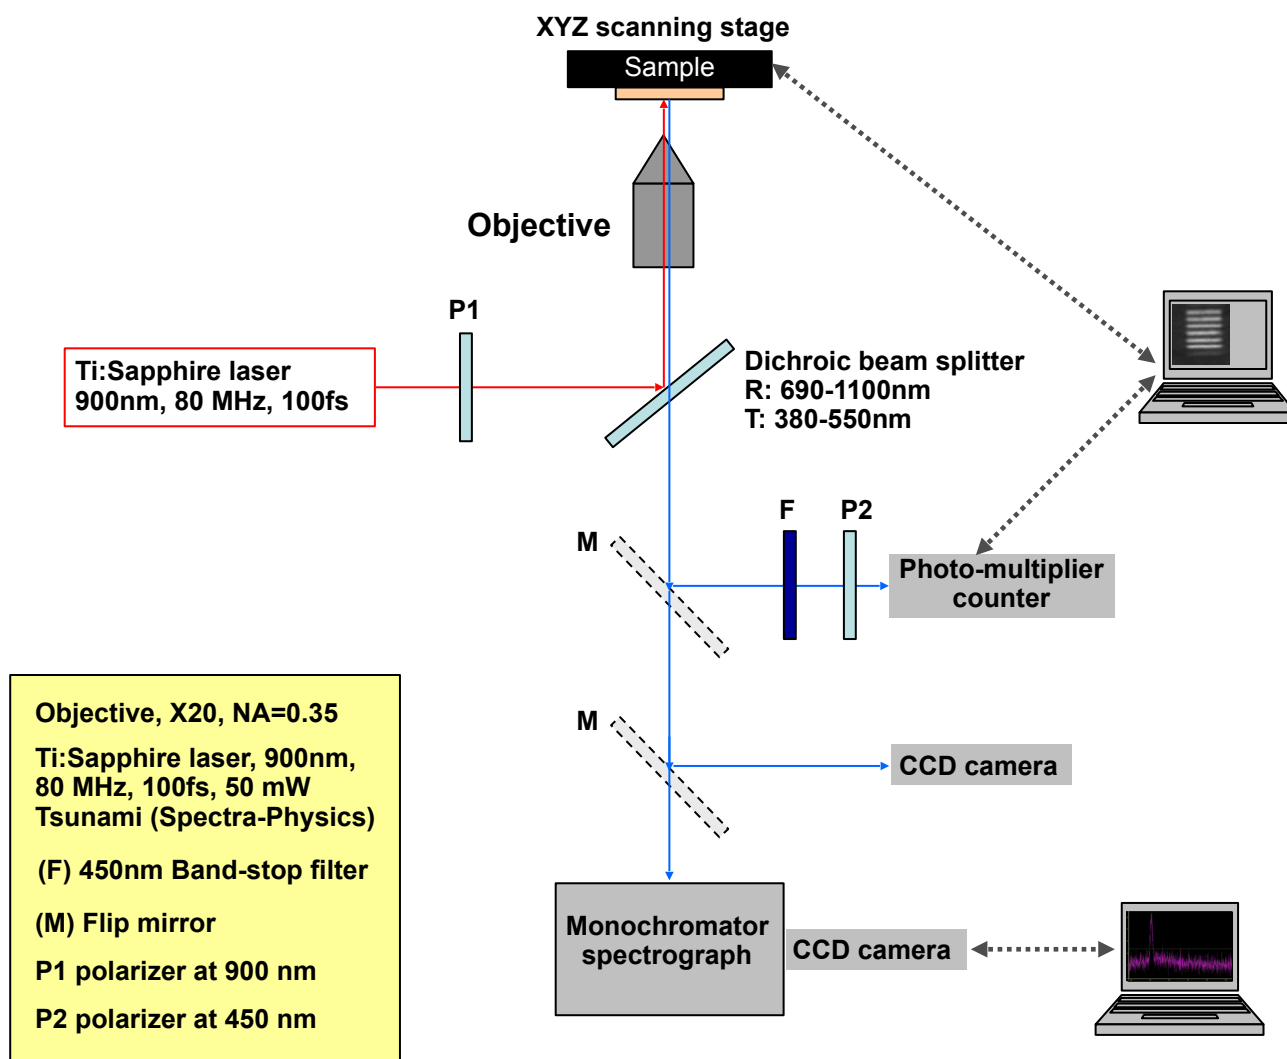 XYZ scanning stage
Sample
Objective
P1
Ti:Sapphire laser
900nm, 80 MHz, 100fs
Dichroic beam splitter
R: 690-1100nm
T: 380-550nm
F
P2
M
Photo-multiplier
counter
M
CCD camera
Objective, X20, NA=0.35
Ti:Sapphire laser, 900nm,
80 MHz, 100fs, 50 mW
Tsunami (Spectra-Physics)
(F) 450nm Band-stop filter
(M) Flip mirror
P1 polarizer at 900 nm
P2 polarizer at 450 nm
Monochromator
spectrograph
CCD camera